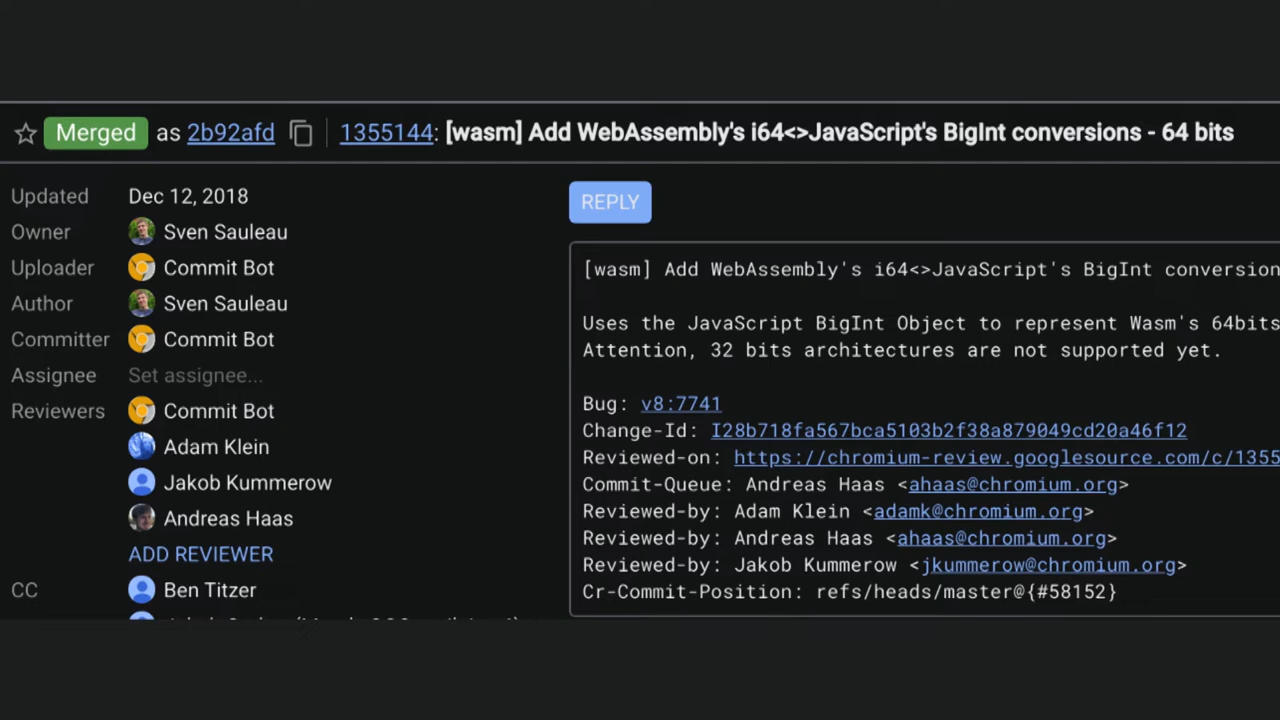 Merged as 2b92afd 1355144: [wasm] Add WebAssembly's i64<>JavaScript's BigInt conversions - 64 bits
Updated Dec 12, 2018
Owner Sven Sauleau
Uploader Commit Bot
Author Sven Sauleau
Committer Commit Bot
Assignee Set assignee...
Reviewers Commit Bot
Adam Klein
Jakob Kummerow
Andreas Haas
ADD REVIEWER
CC Ben Titzer
REPLY
[wasm] Add WebAssembly's i64<>JavaScript's BigInt conversion
Uses the JavaScript BigInt Object to represent Wasm's 64bits
Attention, 32 bits architectures are not supported yet.
Bug: v8:7741
Change-Id: I28b718fa567bca5103b2f38a879049cd20a46f12
Reviewed-on: https://chromium-review.googlesource.com/c/1355
Commit-Queue: Andreas Haas <ahaas@chromium.org>
Reviewed-by: Adam Klein <adamk@chromium.org>
Reviewed-by: Andreas Haas <ahaas@chromium.org>
Reviewed-by: Jakob Kummerow <jkummerow@chromium.org>
Cr-Commit-Position: refs/heads/master@{#58152}